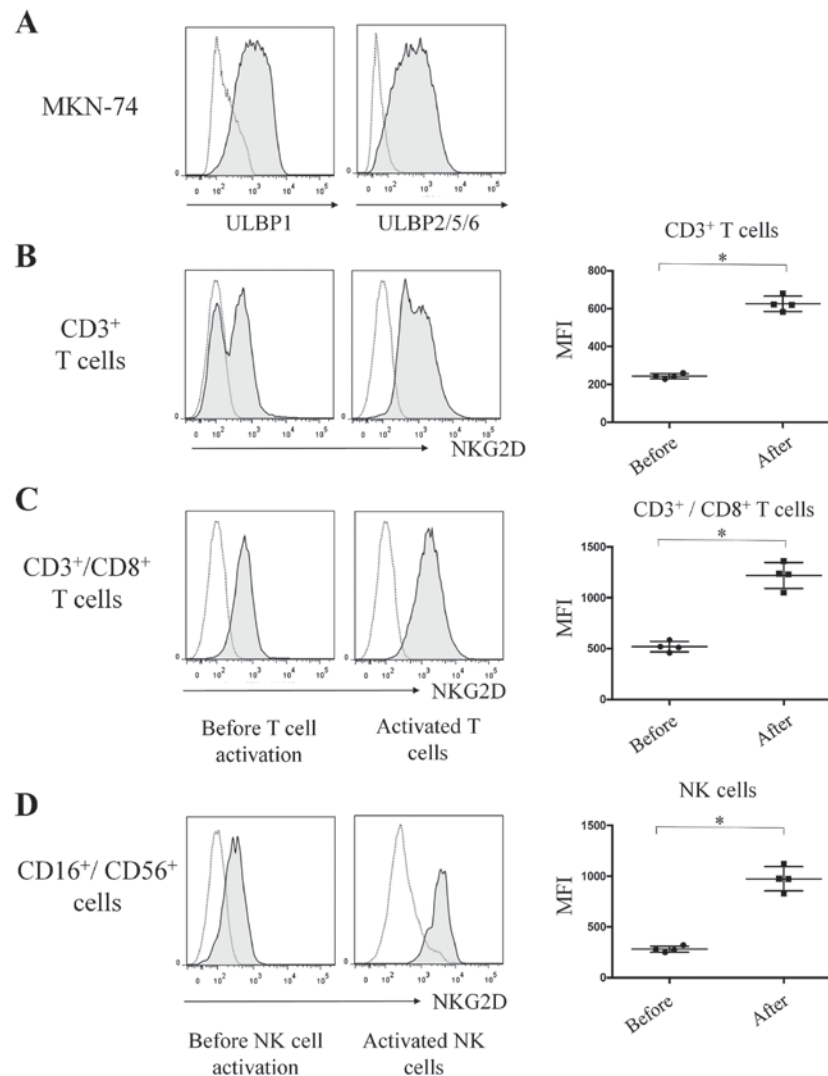 A
MKN-74
0
0 10² 10³ 10⁴ 10⁵
0
0 10² 10³ 10⁴ 10⁵
ULBP1
ULBP2/5/6
B
CD3⁺
T cells
0
0 10² 10³ 10⁴ 10⁵
0
0 10² 10³ 10⁴ 10⁵
NKG2D
CD3⁺ T cells
*
MFI
800
600
400
200
0
Before
After
C
CD3⁺/CD8⁺
T cells
0
0 10² 10³ 10⁴ 10⁵
0
0 10² 10³ 10⁴ 10⁵
NKG2D
Before T cell
activation
Activated T
cells
CD3⁺ / CD8⁺ T cells
*
MFI
1500
1000
500
0
Before
After
D
CD16⁺/ CD56⁺
cells
0
0 10² 10³ 10⁴ 10⁵
0
0 10² 10³ 10⁴ 10⁵
NKG2D
Before NK cell
activation
Activated NK
cells
NK cells
*
MFI
1500
1000
500
0
Before
After